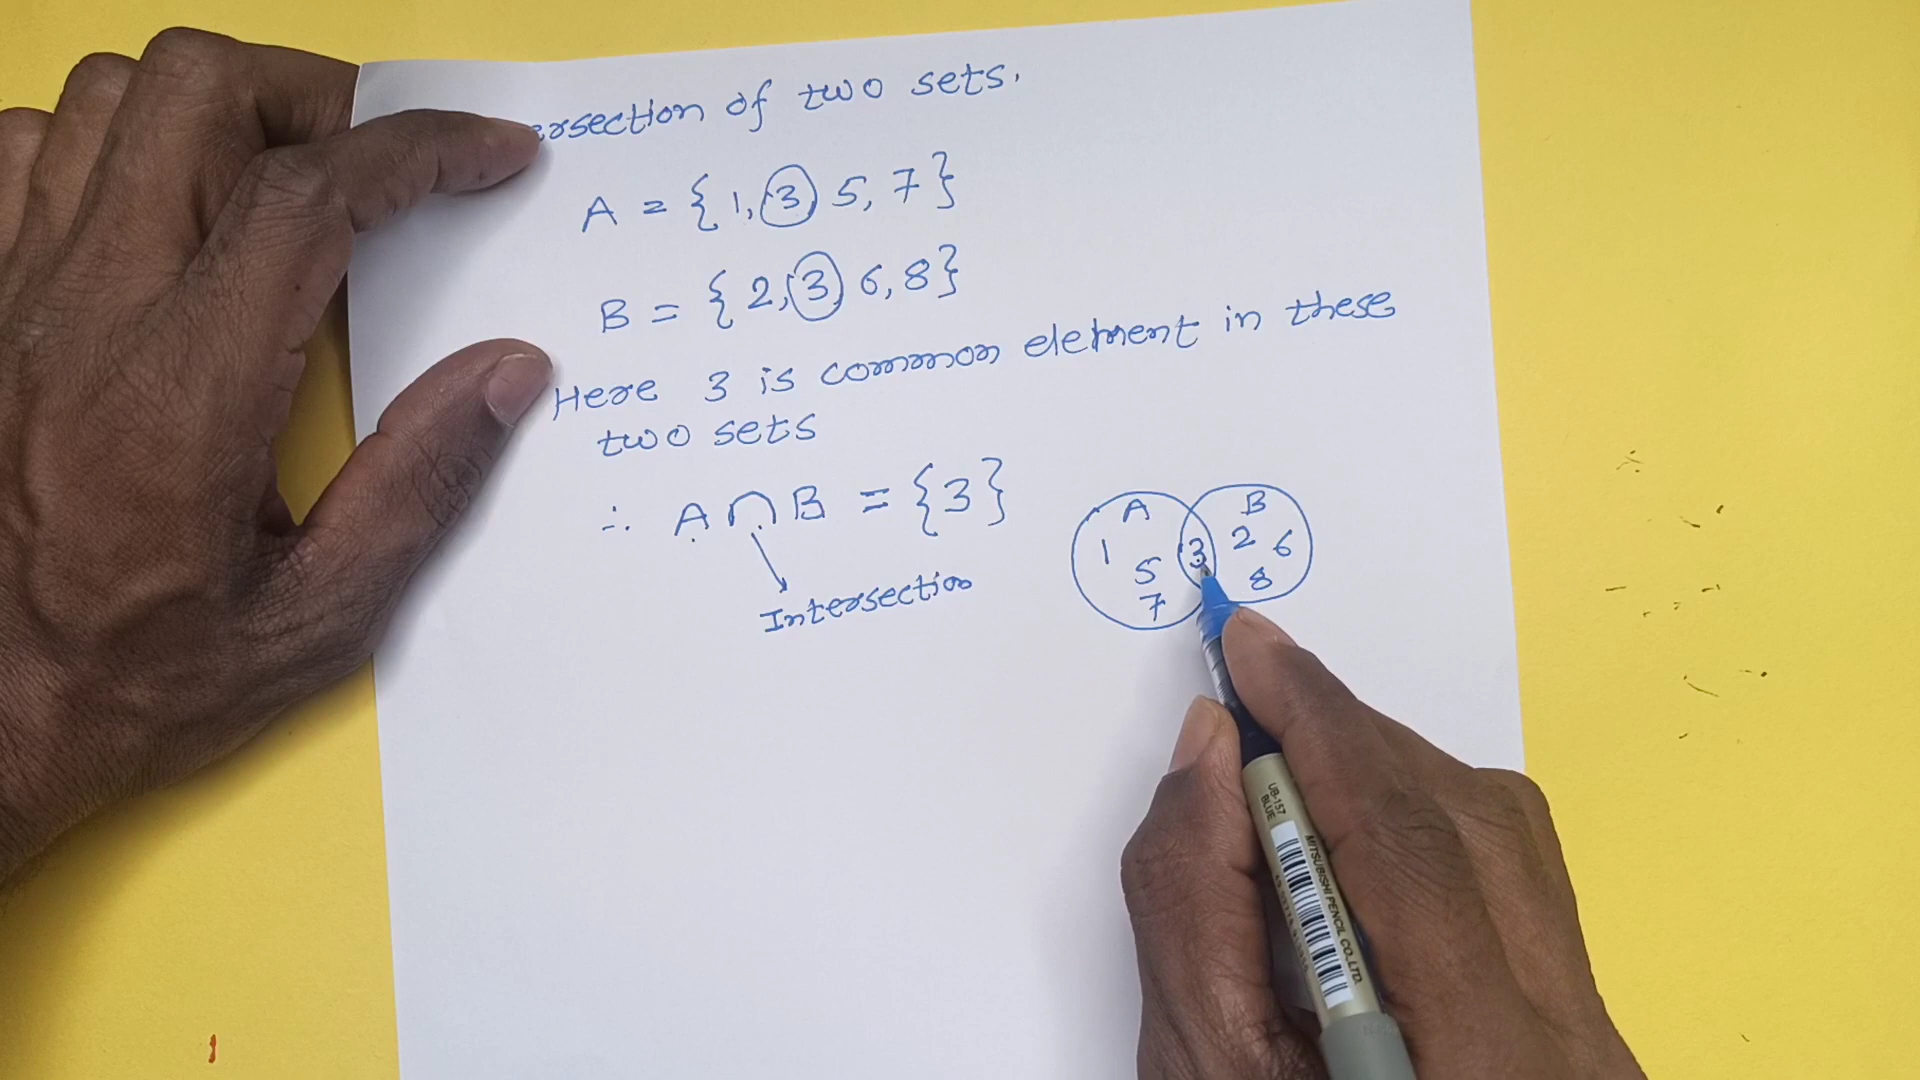 ersection of two sets.
A = { 1, 3 5, 7 }
B = { 2, 3 6, 8 }
Here 3 is common element in these
two sets
∴ A ∩ B = {3}
Intersection
A B
1 5 7 3 2 6 8
UB-157
BLUE
MITSUBISHI PENCIL CO., LTD.